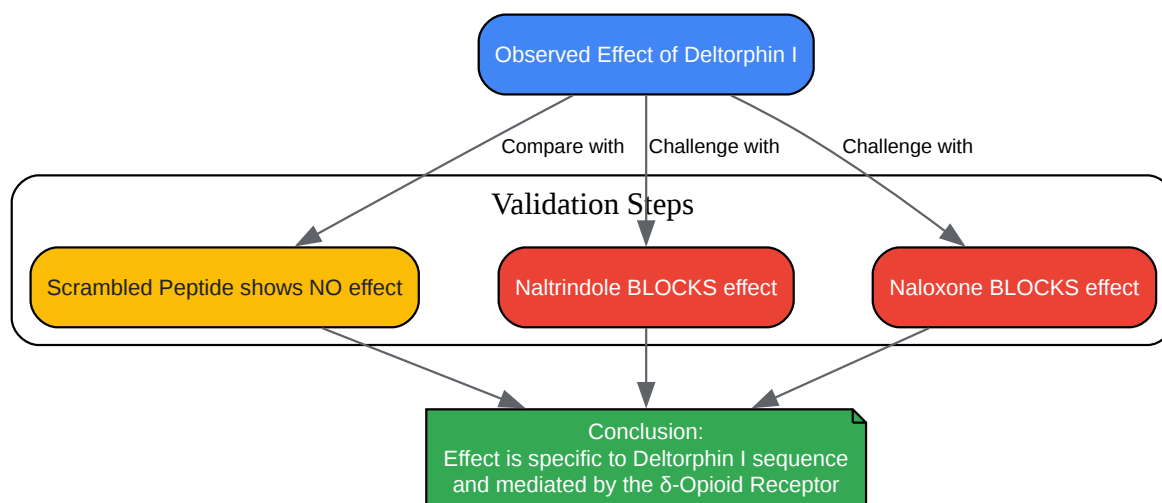 Observed Effect of Deltorphin I
Compare with
Challenge with
Challenge with
Validation Steps
Scrambled Peptide shows NO effect
Naltrindole BLOCKS effect
Naloxone BLOCKS effect
Conclusion:
Effect is specific to Deltorphin I sequence
and mediated by the δ-Opioid Receptor